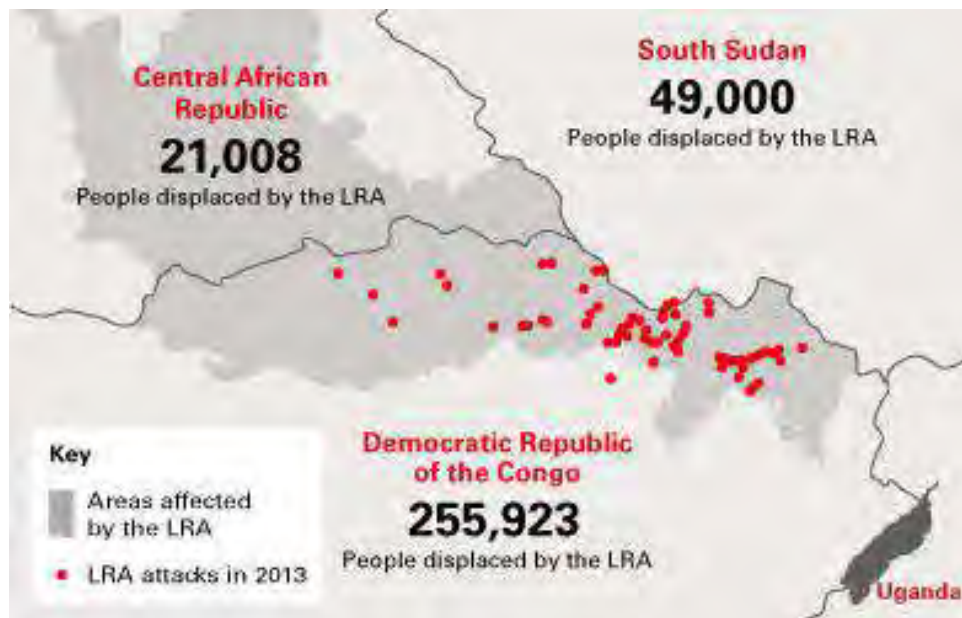 Central African
Republic
21,008
People displaced by the LRA
South Sudan
49,000
People displaced by the LRA
Democratic Republic
of the Congo
255,923
People displaced by the LRA
Key
Areas affected
by the LRA
LRA attacks in 2013
Uganda